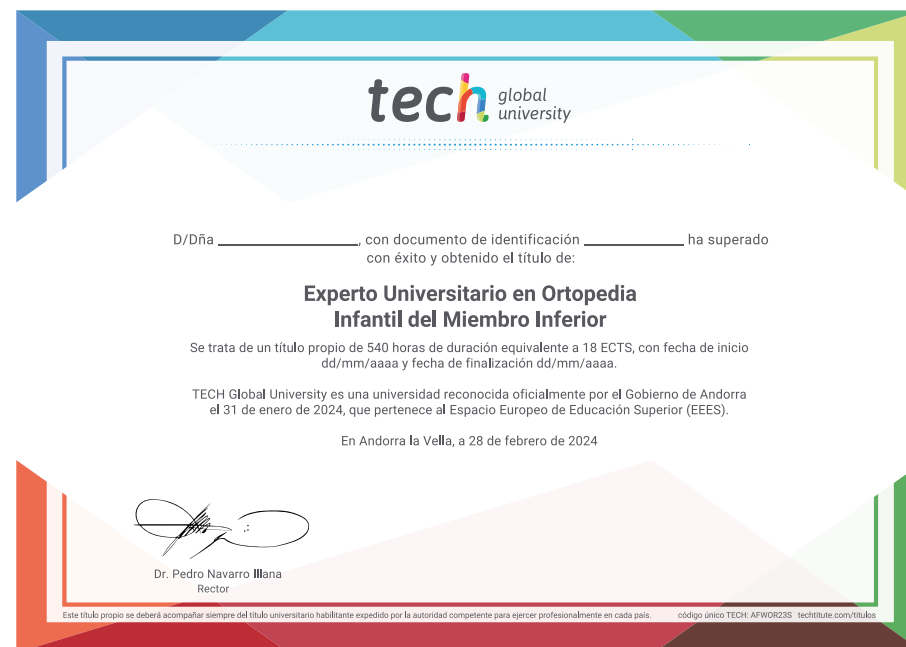 tech global
university
D/Dña ____________________, con documento de identificación ______________ ha superado
con éxito y obtenido el título de:
Experto Universitario en Ortopedia
Infantil del Miembro Inferior
Se trata de un título propio de 540 horas de duración equivalente a 18 ECTS, con fecha de inicio
dd/mm/aaaa y fecha de finalización dd/mm/aaaa.
TECH Global University es una universidad reconocida oficialmente por el Gobierno de Andorra
el 31 de enero de 2024, que pertenece al Espacio Europeo de Educación Superior (EEES).
En Andorra la Vella, a 28 de febrero de 2024
Dr. Pedro Navarro Illana
Rector
Este título propio se deberá acompañar siempre del título universitario habilitante expedido por la autoridad competente para ejercer profesionalmente en cada país. código único TECH: AFWOR23S techtitute.com/titulos